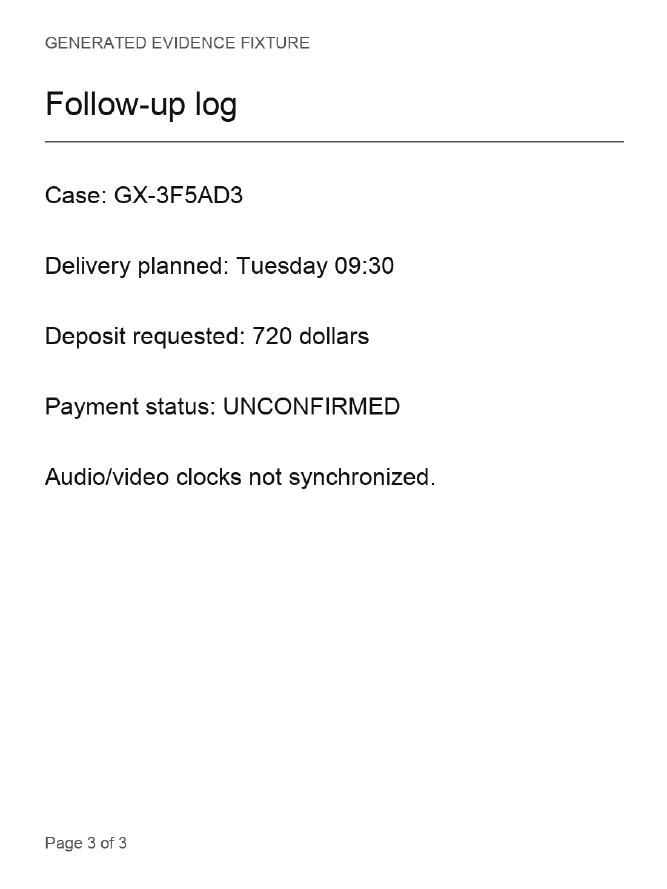 GENERATED EVIDENCE FIXTURE
Follow-up log
Case: GX-3F5AD3
Delivery planned: Tuesday 09:30
Deposit requested: 720 dollars
Payment status: UNCONFIRMED
Audio/video clocks not synchronized.
Page 3 of 3